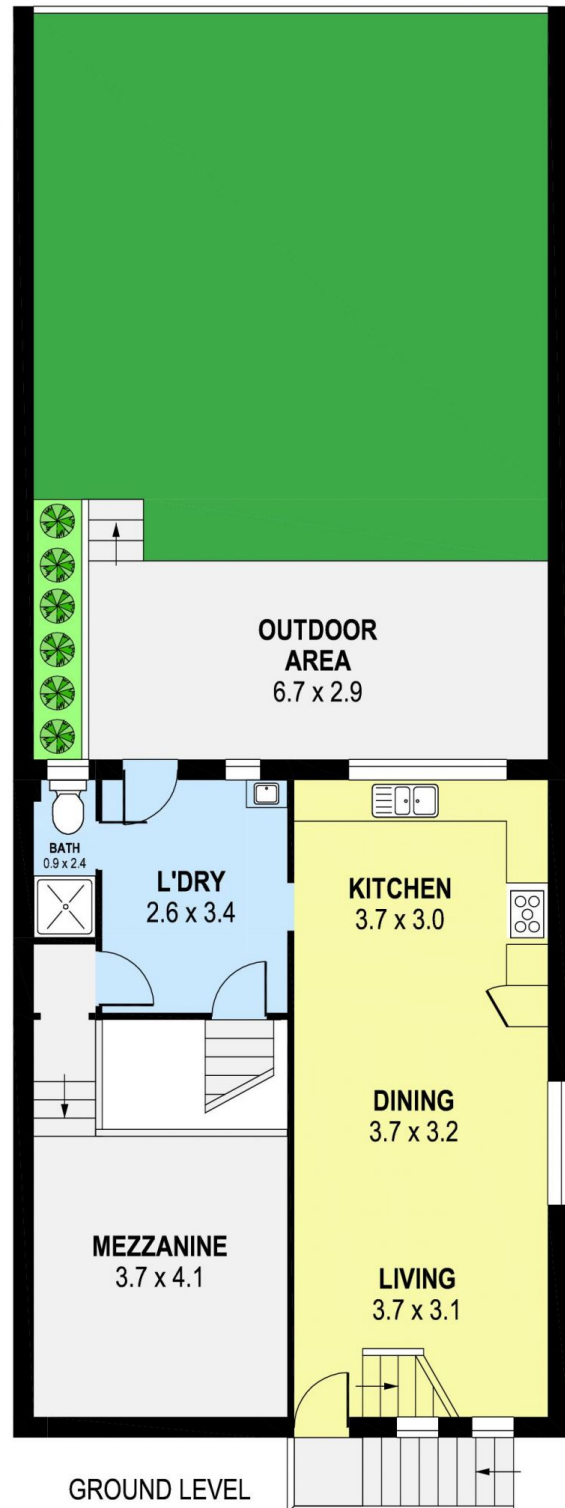 OUTDOOR
AREA
6.7 x 2.9
BATH
0.9 x 2.4
L'DRY
2.6 x 3.4
KITCHEN
3.7 x 3.0
DINING
3.7 x 3.2
MEZZANINE
3.7 x 4.1
LIVING
3.7 x 3.1
GROUND LEVEL